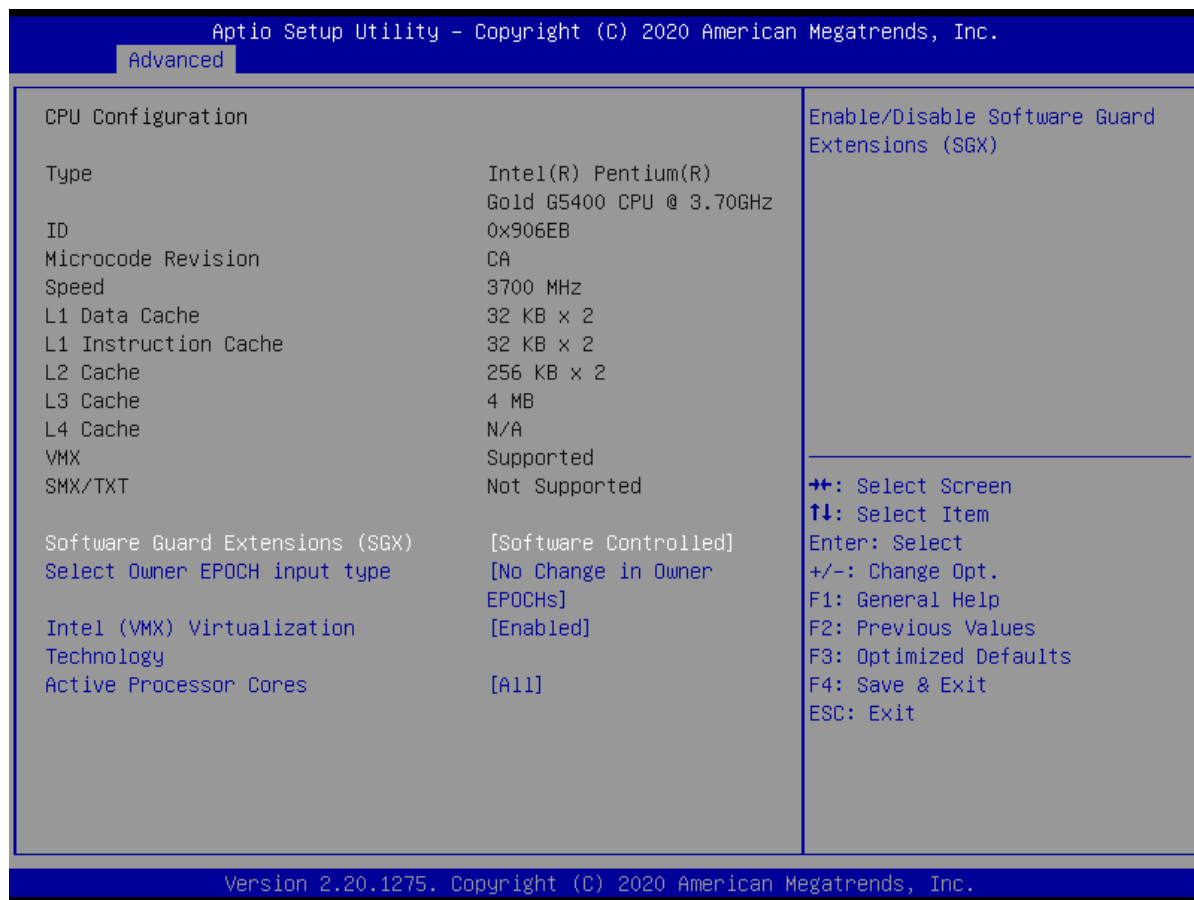 Aptio Setup Utility – Copyright (C) 2020 American Megatrends, Inc.
Advanced
CPU Configuration
Type Intel(R) Pentium(R)
Gold G5400 CPU @ 3.70GHz
ID 0x906EB
Microcode Revision CA
Speed 3700 MHz
L1 Data Cache 32 KB x 2
L1 Instruction Cache 32 KB x 2
L2 Cache 256 KB x 2
L3 Cache 4 MB
L4 Cache N/A
VMX Supported
SMX/TXT Not Supported
Software Guard Extensions (SGX) [Software Controlled]
Select Owner EPOCH input type [No Change in Owner
EPOCHs]
Intel (VMX) Virtualization [Enabled]
Technology
Active Processor Cores [All]
Enable/Disable Software Guard
Extensions (SGX)
→←: Select Screen
↑↓: Select Item
Enter: Select
+/-: Change Opt.
F1: General Help
F2: Previous Values
F3: Optimized Defaults
F4: Save & Exit
ESC: Exit
Version 2.20.1275. Copyright (C) 2020 American Megatrends, Inc.